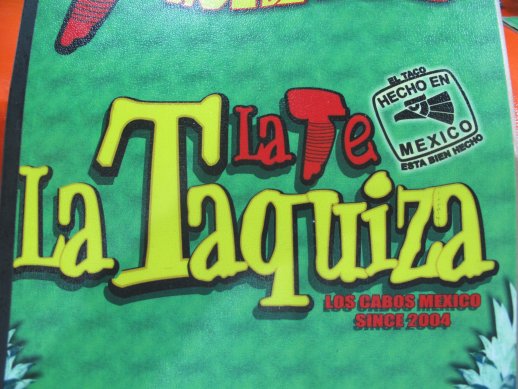 EL TACO
HECHO EN
MEXICO
ESTA BIEN HECHO
La Te
La Taquiza
LOS CABOS MEXICO
SINCE 2004